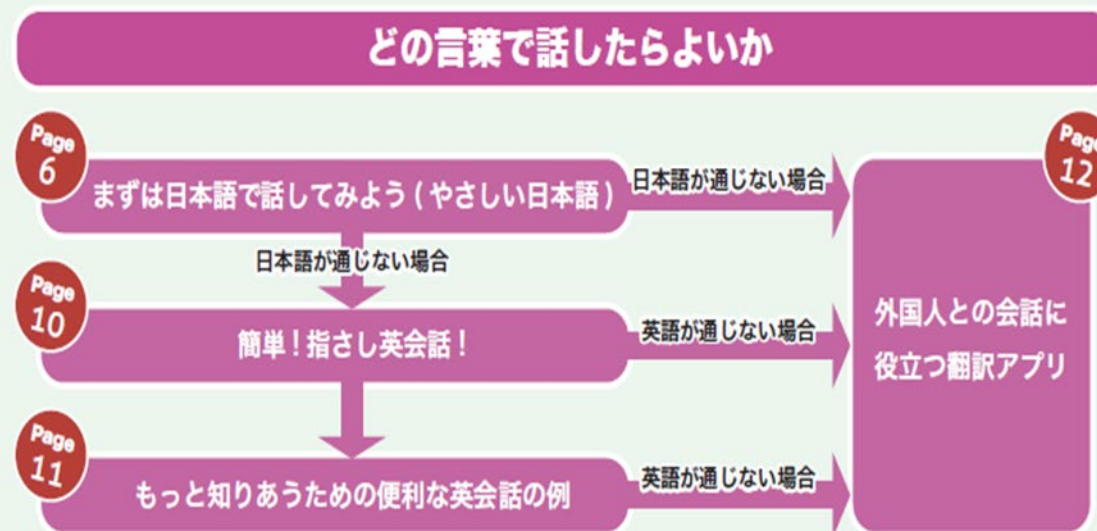 どの言葉で話したらよいか
Page
6
まずは日本語で話してみよう ( やさしい日本語 )
日本語が通じない場合
Page
12
日本語が通じない場合
Page
10
簡単！指さし英会話！
英語が通じない場合
外国人との会話に
役立つ翻訳アプリ
Page
11
もっと知りあうための便利な英会話の例
英語が通じない場合